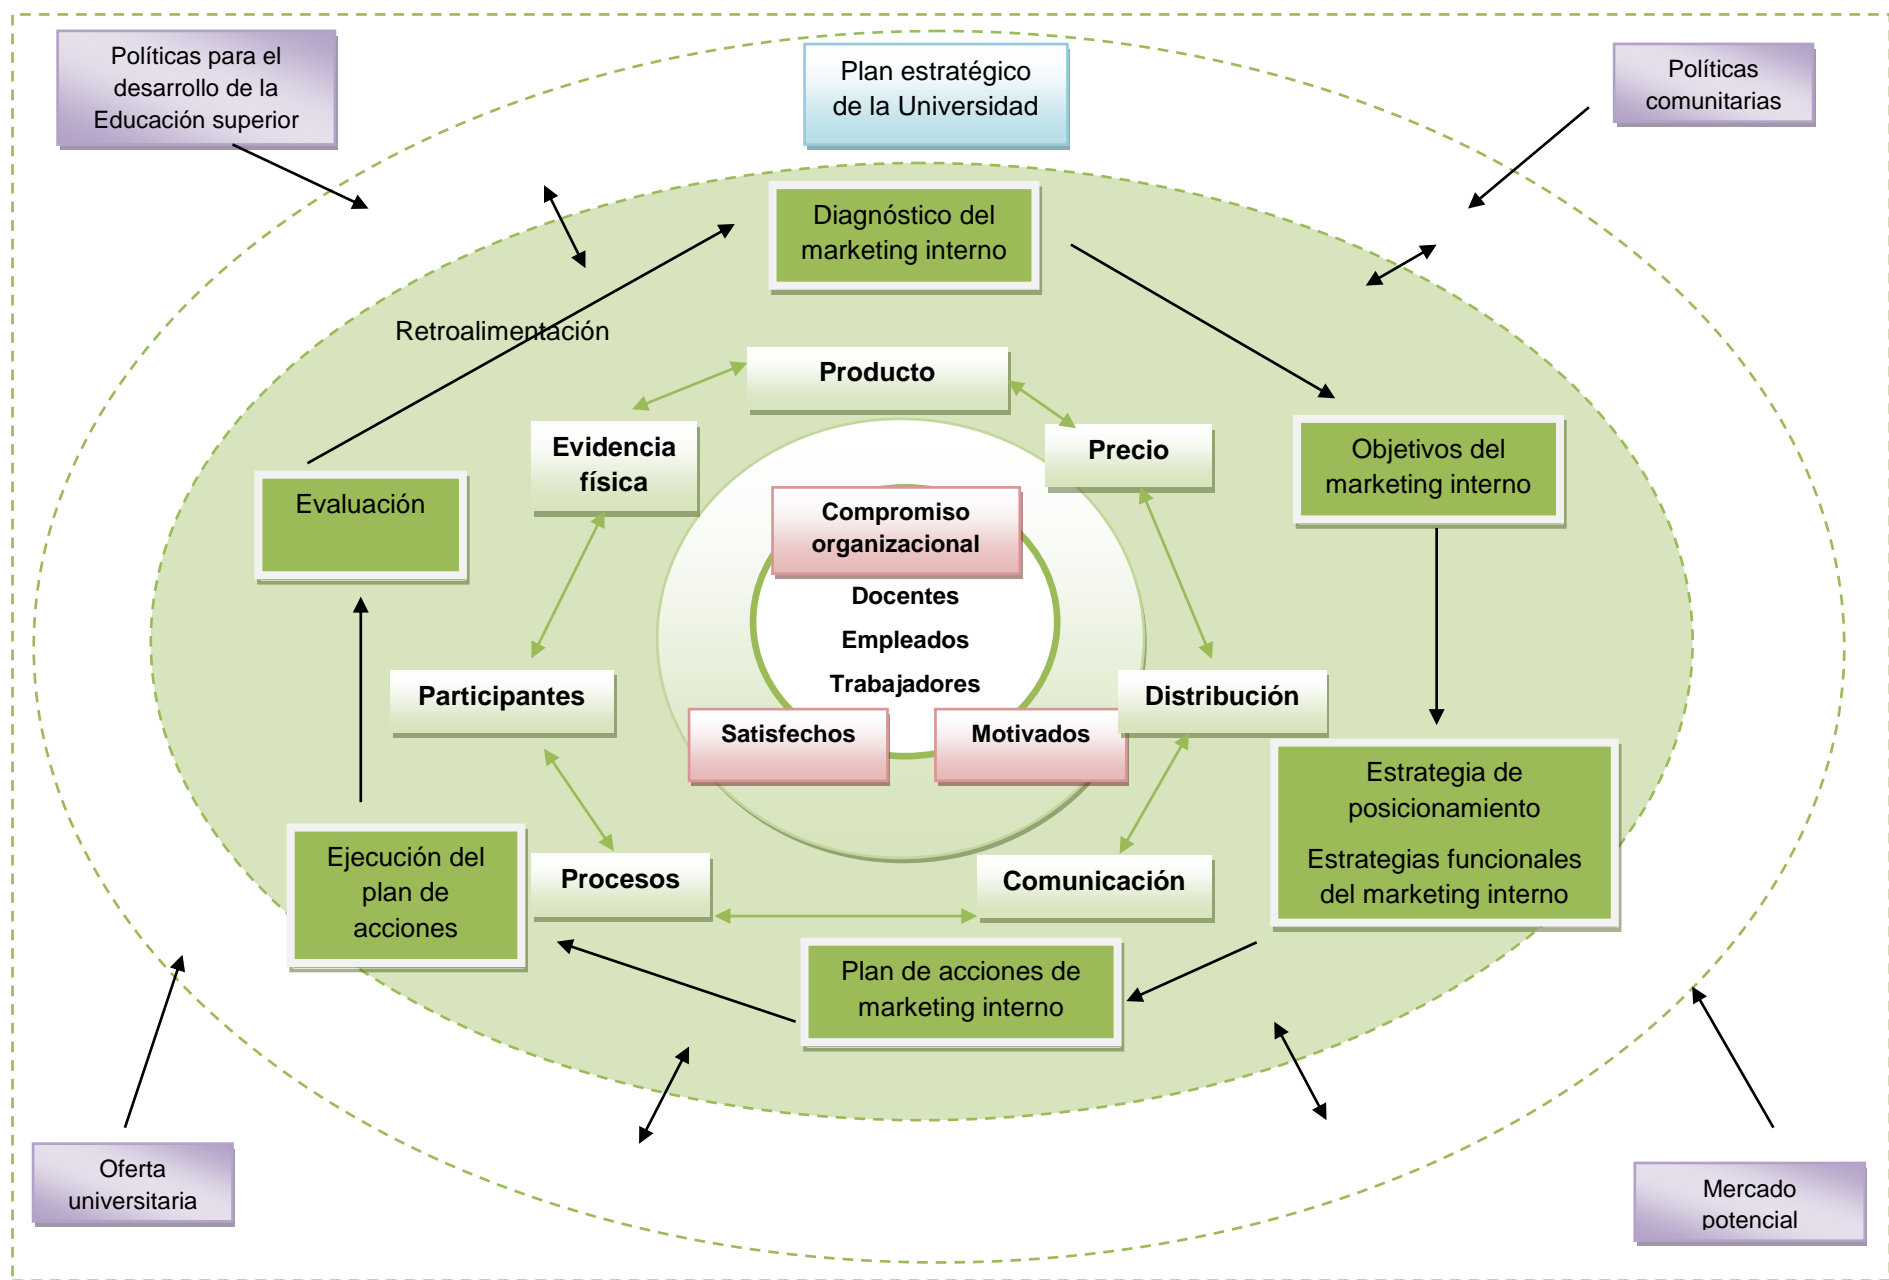 Políticas para el
desarrollo de la
Educación superior
Plan estratégico
de la Universidad
Políticas
comunitarias
Diagnóstico del
marketing interno
Retroalimentación
Producto
Evidencia
física
Precio
Objetivos del
marketing interno
Evaluación
Compromiso
organizacional
Docentes
Empleados
Trabajadores
Participantes
Distribución
Satisfechos
Motivados
Estrategia de
posicionamiento
Estrategias funcionales
del marketing interno
Ejecución del
plan de
acciones
Procesos
Comunicación
Plan de acciones de
marketing interno
Oferta
universitaria
Mercado
potencial